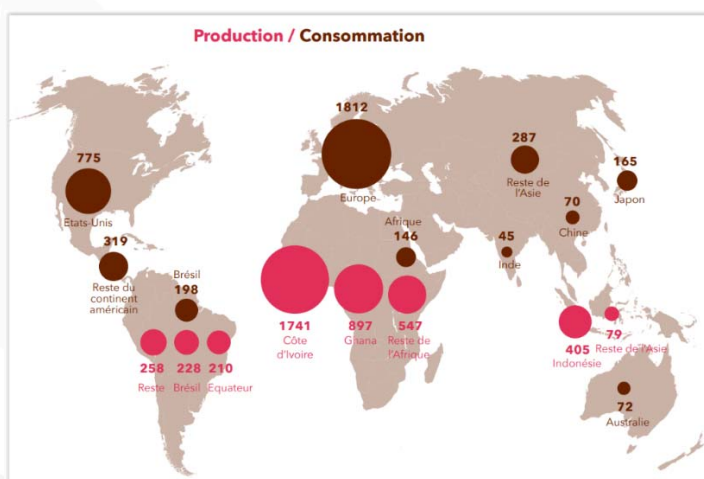 Production / Consommation
1812
775
287
165
Reste de
l'Asie
Japon
Etats-Unis
Europe
70
Chine
Afrique
319
146
45
Inde
Reste du
continent
américain
Brésil
198
1741
897
547
Côte
d'Ivoire
Ghana
Reste de
l'Afrique
79
405
Reste de l'Asie
Indonésie
258
228
210
Reste
Brésil
Equateur
72
Australie